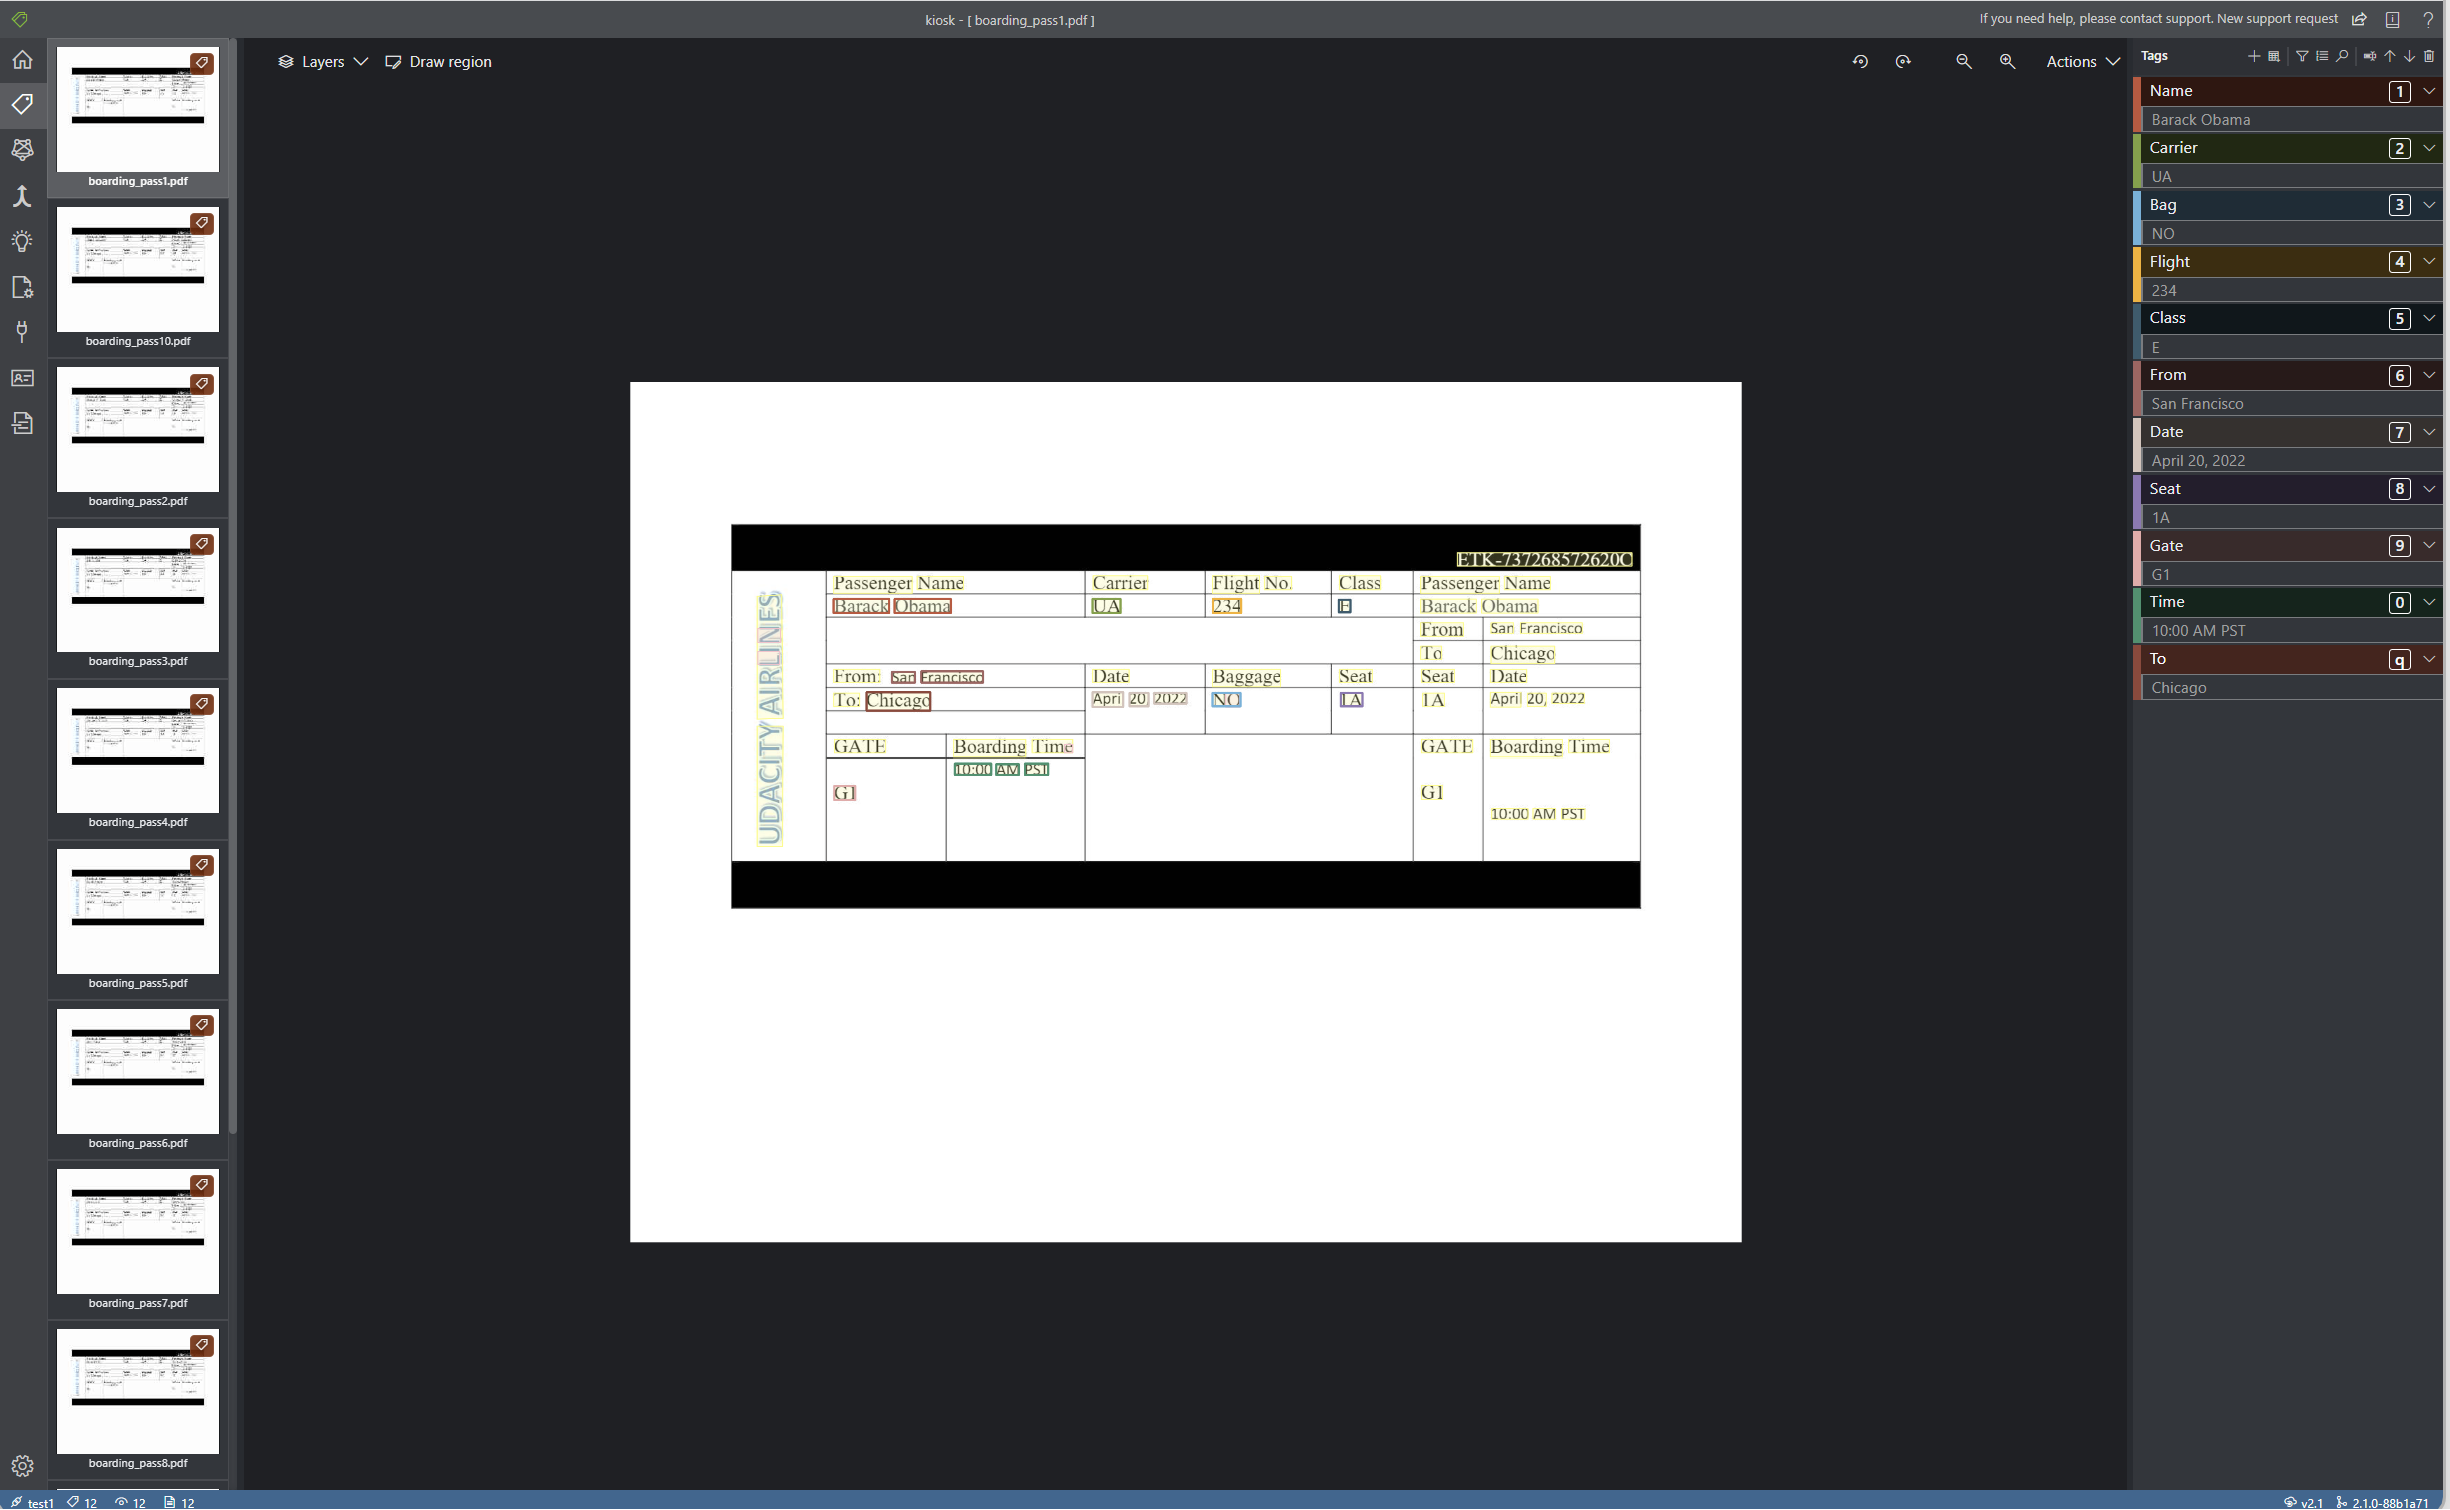 kiosk - [ boarding_pass1.pdf ]
If you need help, please contact support. New support request
boarding_pass1.pdf
boarding_pass10.pdf
boarding_pass2.pdf
boarding_pass3.pdf
boarding_pass4.pdf
boarding_pass5.pdf
boarding_pass6.pdf
boarding_pass7.pdf
boarding_pass8.pdf
Layers
Draw region
Actions
ETK-737268572620C
UDACITY AIRLINES
Passenger Name Carrier Flight No. Class Passenger Name
Barack Obama UA 234 E Barack Obama
From San Francisco
To Chicago
From: San Francisco Date Baggage Seat Seat Date
To: Chicago April 20 2022 NO 1A 1A April 20, 2022
GATE Boarding Time GATE Boarding Time
10:00 AM PST
G1 G1
10:00 AM PST
Tags
Name 1
Barack Obama
Carrier 2
UA
Bag 3
NO
Flight 4
234
Class 5
E
From 6
San Francisco
Date 7
April 20, 2022
Seat 8
1A
Gate 9
G1
Time 0
10:00 AM PST
To q
Chicago
test1 12 12 12
v2.1 2.1.0-88b1a71